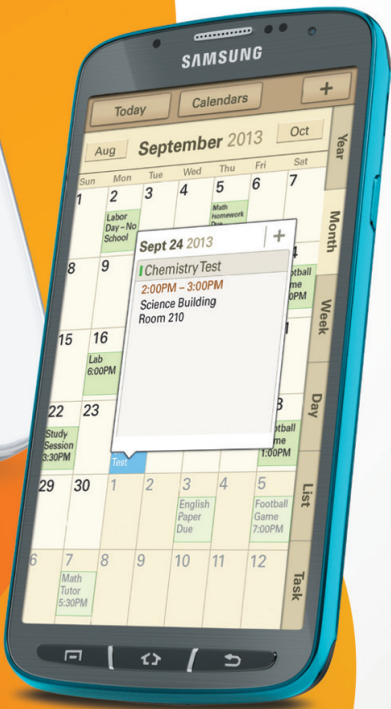 SAMSUNG
Today
Calendars
+
Aug
September 2013
Oct
Year
Month
Week
Day
List
Task
Sun Mon Tue Wed Thu Fri Sat
1 2 3 4 5 6 7
Labor
Day – No
School
Math
Homework
Due
8 9
otball
me
0PM
Sept 24 2013 +
Chemistry Test
2:00PM – 3:00PM
Science Building
Room 210
15 16
Lab
6:00PM
22 23
Study
Session
3:30PM
Test
otball
me
1:00PM
29 30 1 2 3 4 5
English
Paper
Due
Football
Game
7:00PM
6 7 8 9 10 11 12
Math
Tutor
5:30PM